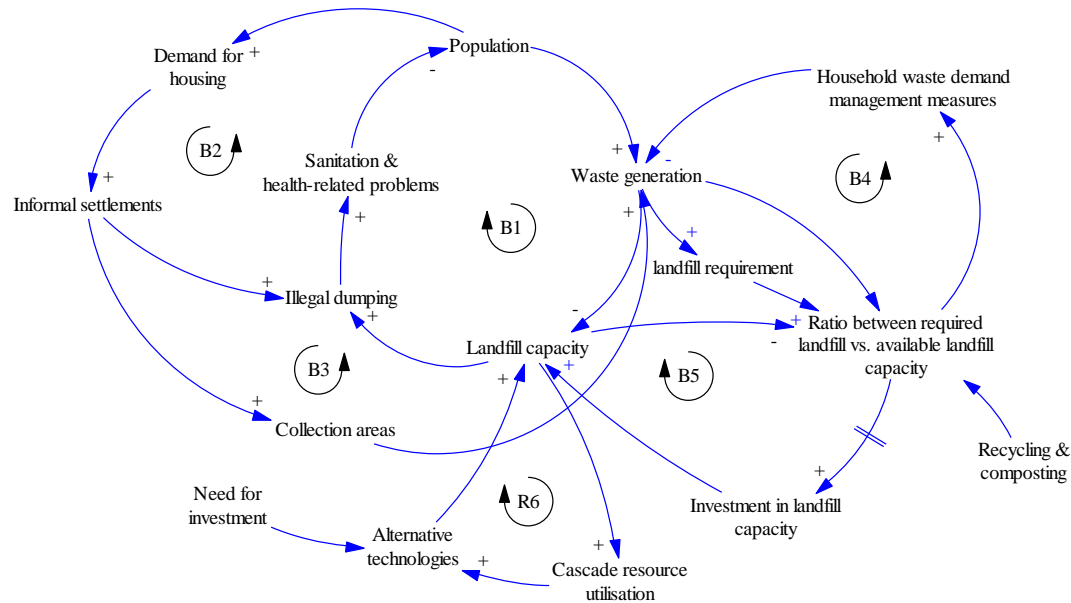 Population
Demand for
housing
Household waste demand
management measures
B2
Sanitation &
health-related problems
Waste generation
B4
Informal settlements
B1
landfill requirement
Illegal dumping
Ratio between required
landfill vs. available landfill
capacity
Landfill capacity
B3
B5
Collection areas
Recycling &
composting
Need for
investment
R6
Investment in landfill
capacity
Alternative
technologies
Cascade resource
utilisation
+
-
+
+
-
+
+
+
+
+
+
-
+
-
+
+
+
+
+
+
+